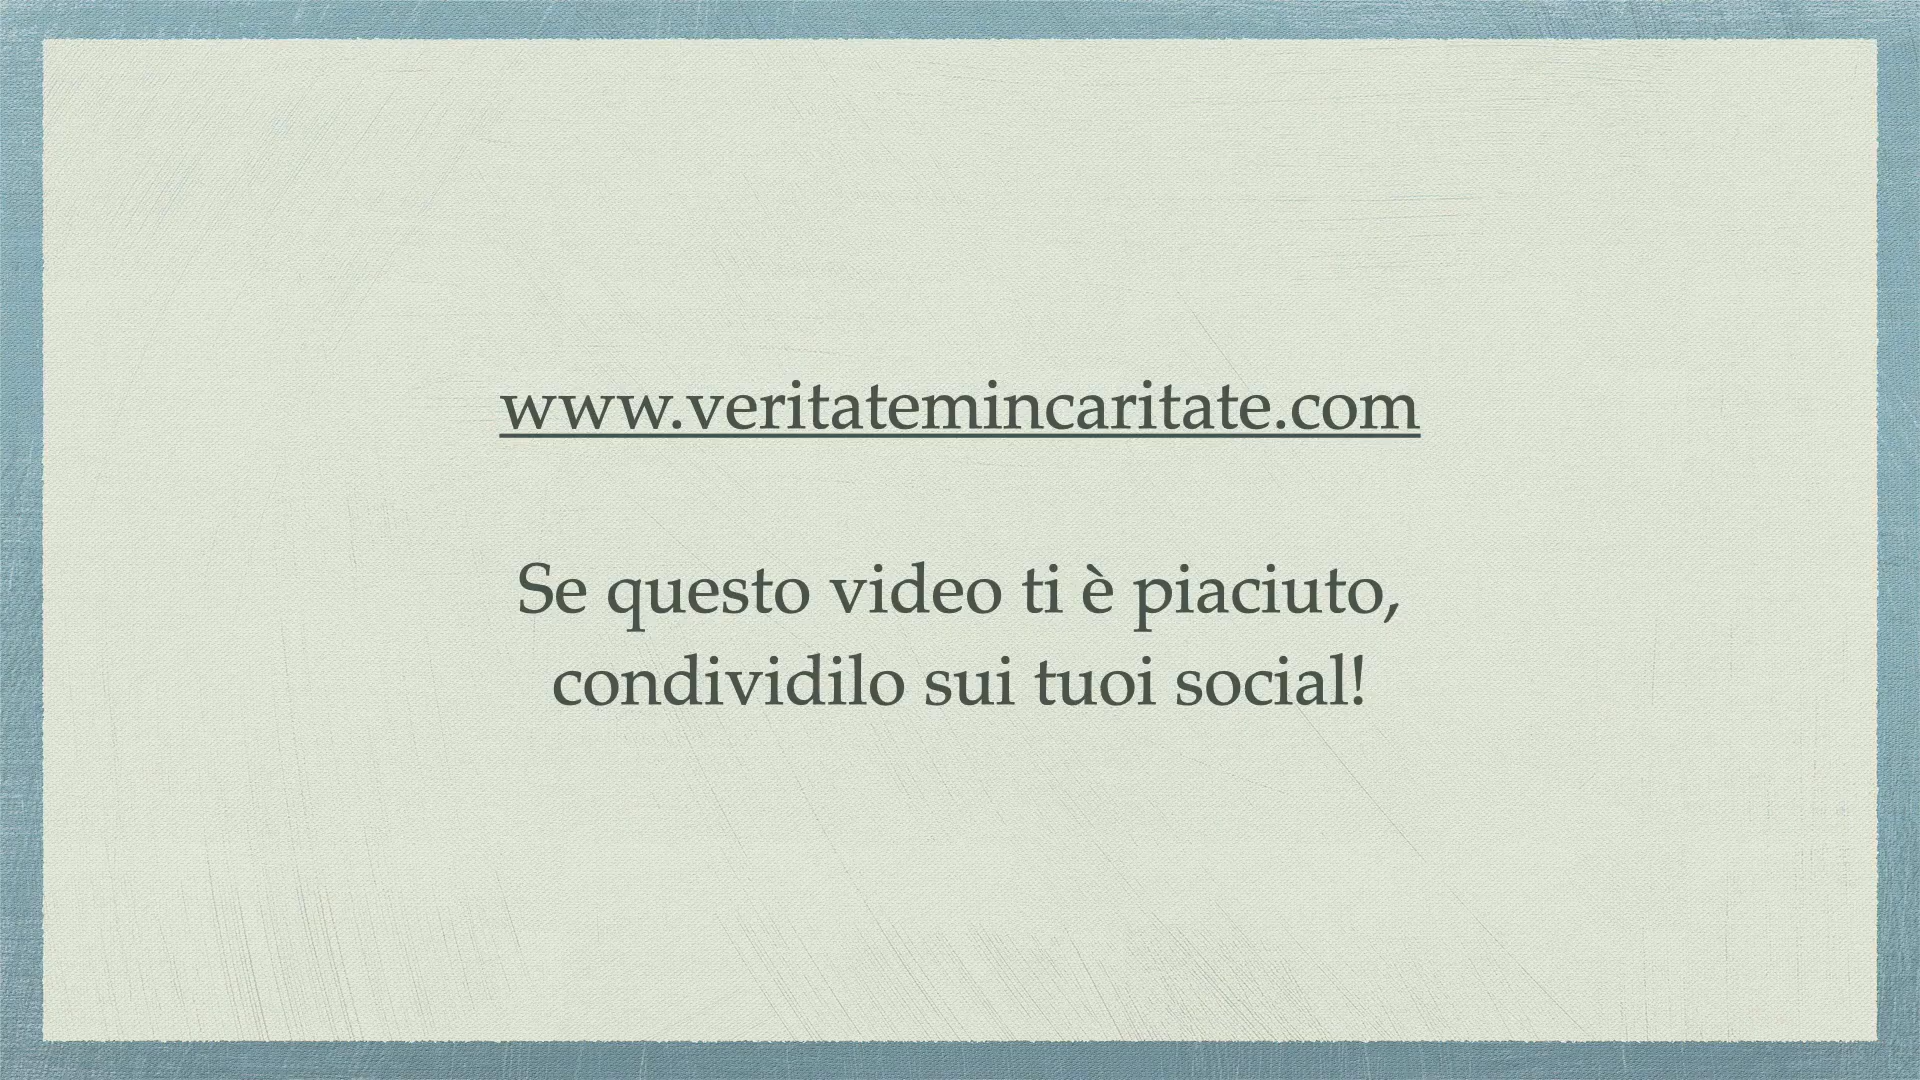 www.veritatemincaritate.com
Se questo video ti è piaciuto,
condividilo sui tuoi social!